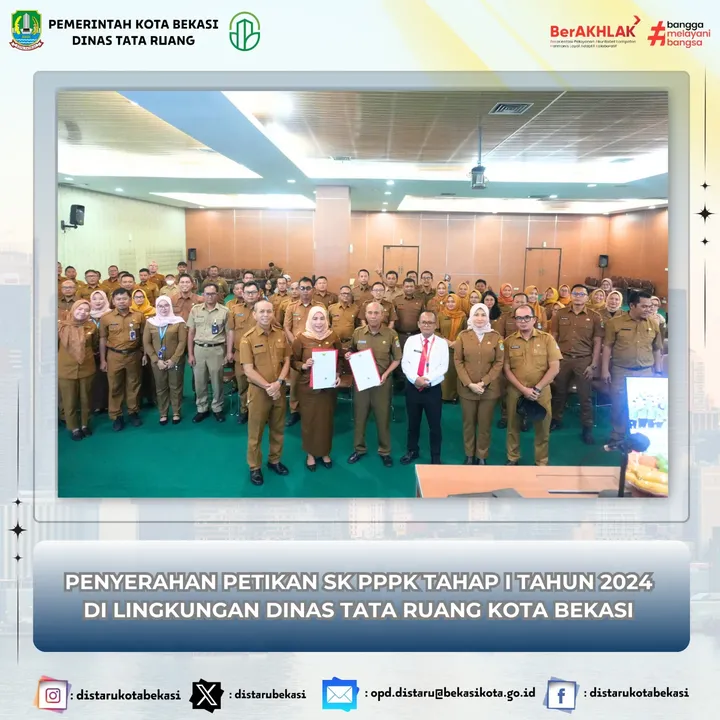 PEMERINTAH KOTA BEKASI
DINAS TATA RUANG
BerAKHLAK
#bangga
melayani
bangsa
PENYERAHAN PETIKAN SK PPPK TAHAP I TAHUN 2024
DI LINGKUNGAN DINAS TATA RUANG KOTA BEKASI
: distarukotabekasi
: distarubekasi
: opd.distaru@bekasikota.go.id
: distarukotabekasi